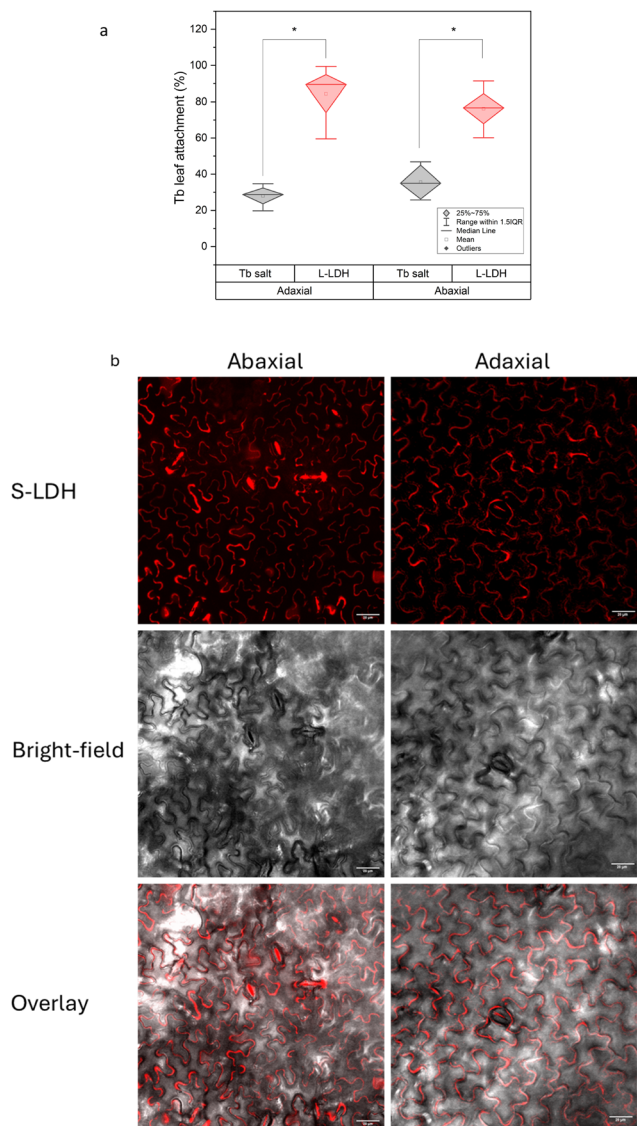 a
*
*
Tb leaf attachment (%)
120
100
80
60
40
20
0
25%~75%
Range within 1.5IQR
Median Line
Mean
Outliers
Tb salt
L-LDH
Tb salt
L-LDH
Adaxial
Abaxial
b
Abaxial
Adaxial
S-LDH
Bright-field
Overlay